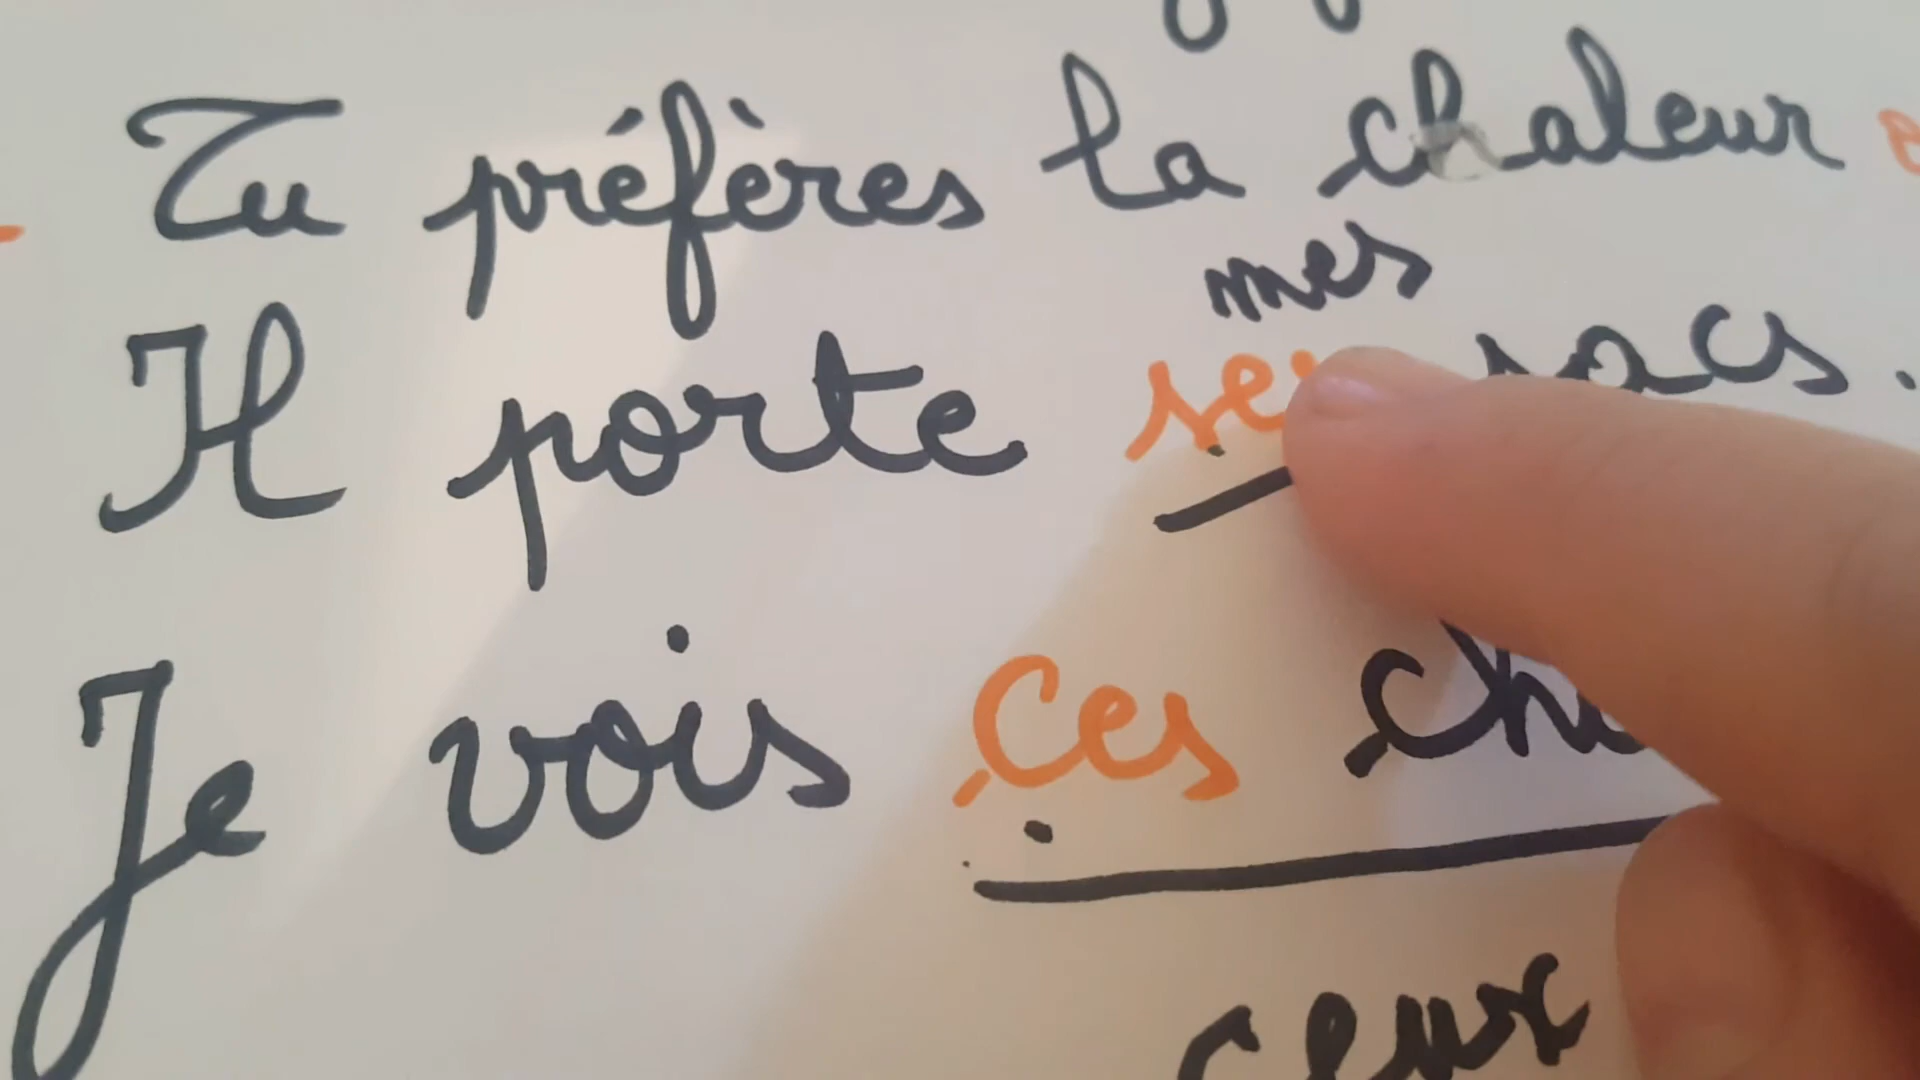 Tu préfères la chaleur
mes
Il porte sacs.
Je vois ces
ceux